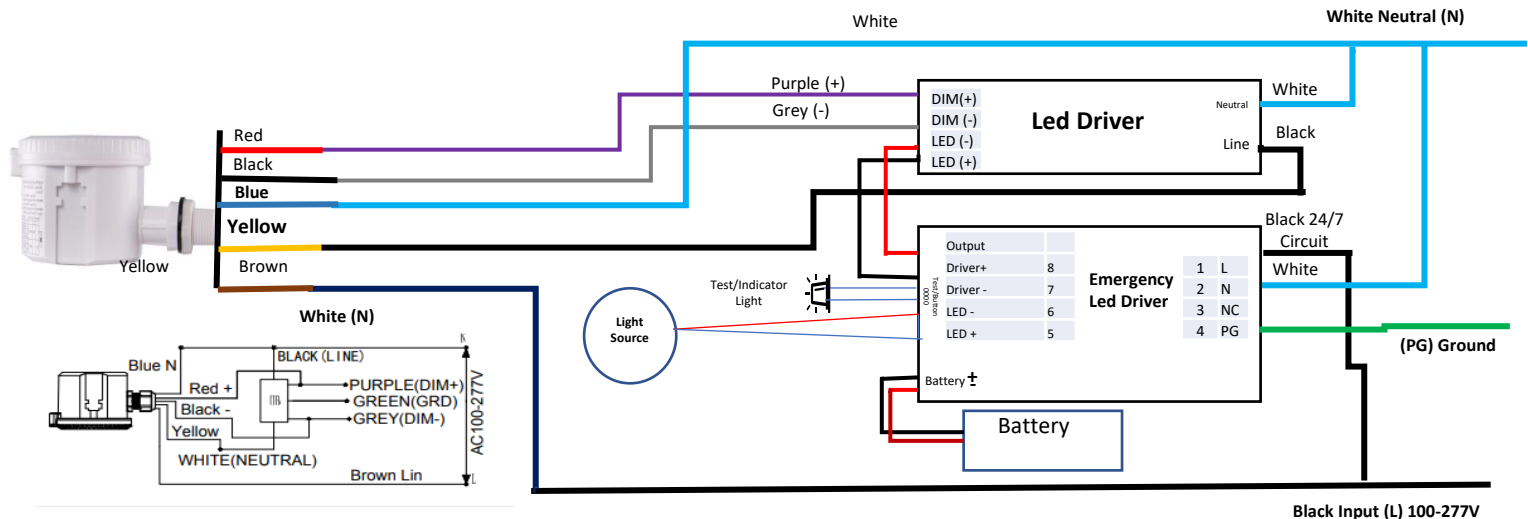 White
White Neutral (N)
Purple (+)
Grey (-)
Red
Black
Blue
Yellow
Yellow
Brown
DIM(+)
DIM (-)
LED (-)
LED (+)
Led Driver
Neutral
Line
White
Black
Black 24/7
Circuit
White
Output
Driver+ 8
Driver - 7
LED - 6
LED + 5
Test/Button
0000
Emergency
Led Driver
1 L
2 N
3 NC
4 PG
Battery ±
Battery
Test/Indicator
Light
Light
Source
(PG) Ground
White (N)
BLACK(LINE)
N
Blue N
Red +
Black -
Yellow
PURPLE(DIM+)
GREEN(GRD)
GREY(DIM-)
WHITE(NEUTRAL)
Brown Lin
AC100-277V
L
Black Input (L) 100-277V